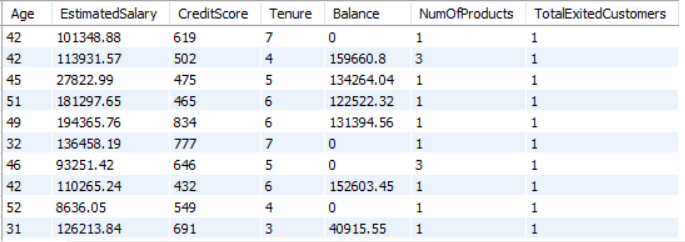 Age EstimatedSalary CreditScore Tenure Balance NumOfProducts TotalExitedCustomers
42 101348.88 619 7 0 1 1
42 113931.57 502 4 159660.8 3 1
45 27822.99 475 5 134264.04 1 1
51 181297.65 465 6 122522.32 1 1
49 194365.76 834 6 131394.56 1 1
32 136458.19 777 7 0 1 1
46 93251.42 646 5 0 3 1
42 110265.24 432 6 152603.45 1 1
52 8636.05 549 4 0 1 1
31 126213.84 691 3 40915.55 1 1